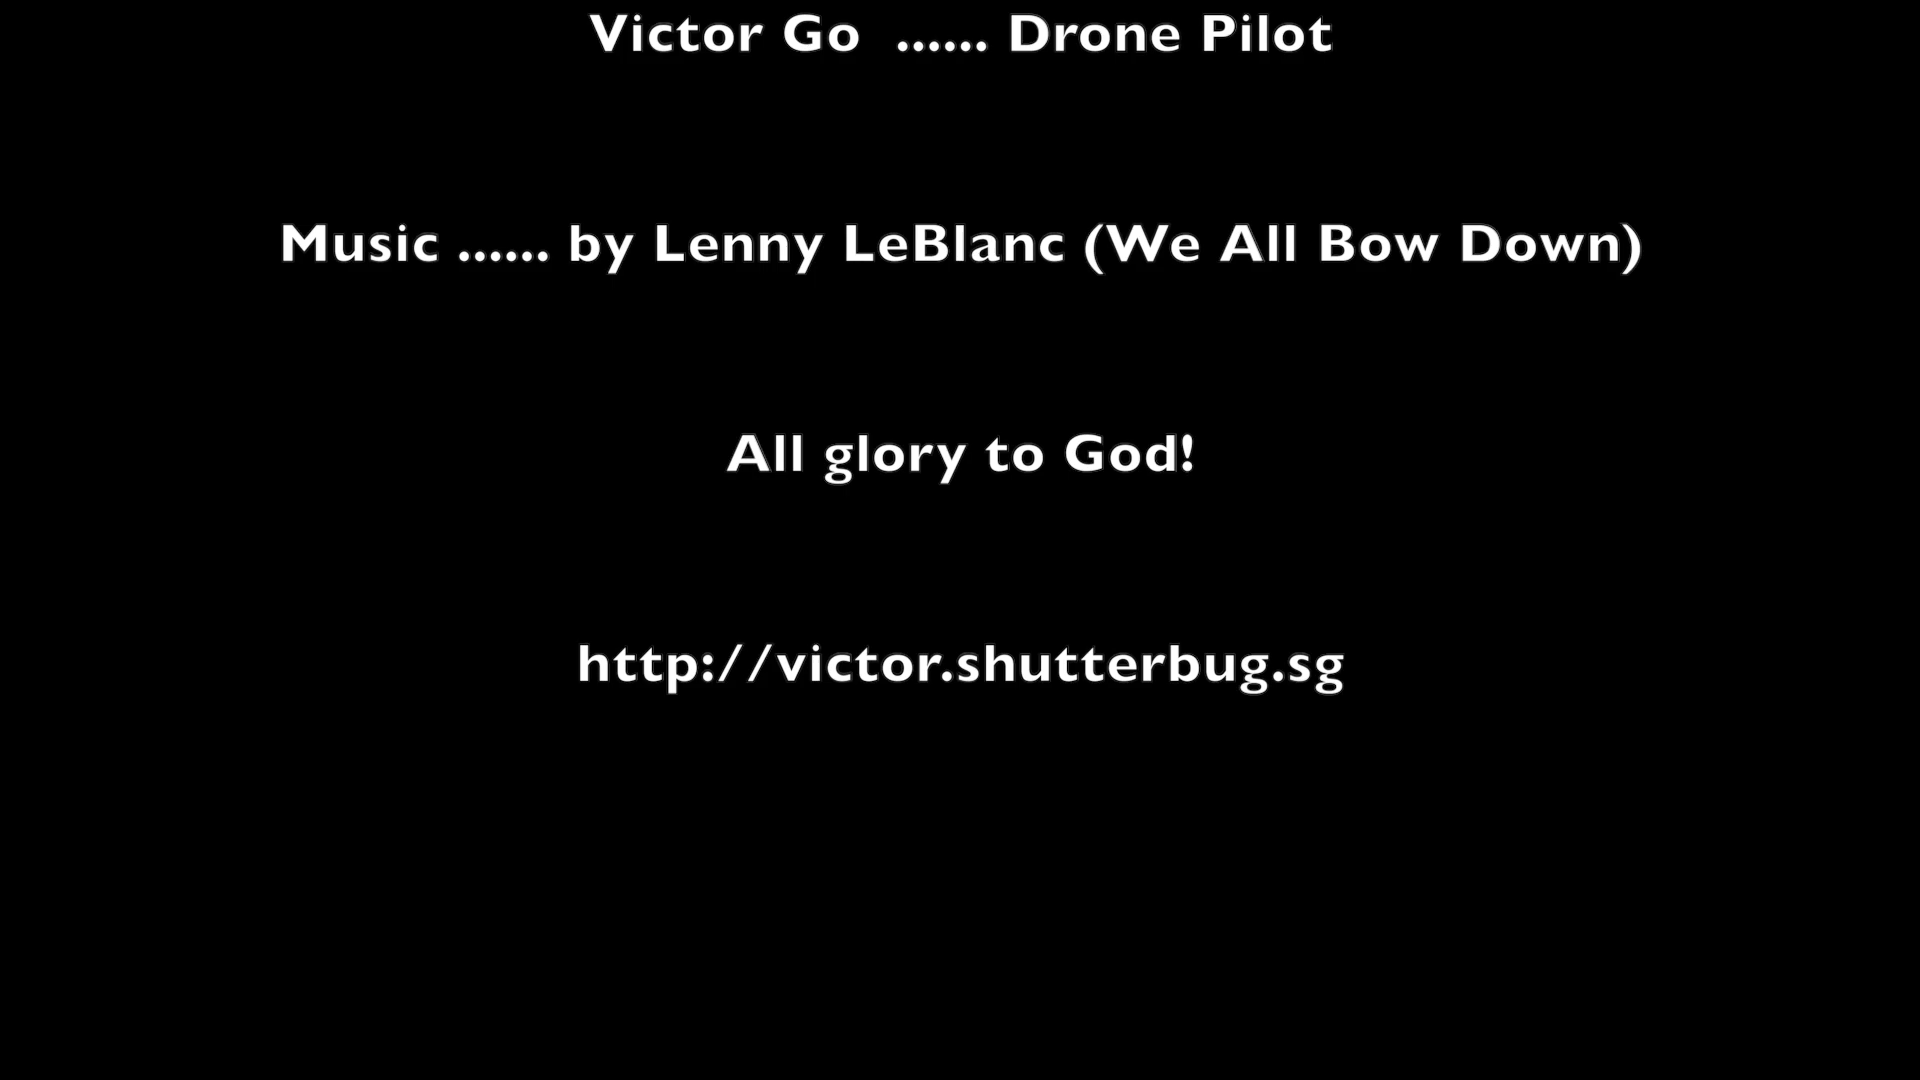 Victor Go  ...... Drone Pilot
Music ...... by Lenny LeBlanc (We All Bow Down)
All glory to God!
http://victor.shutterbug.sg